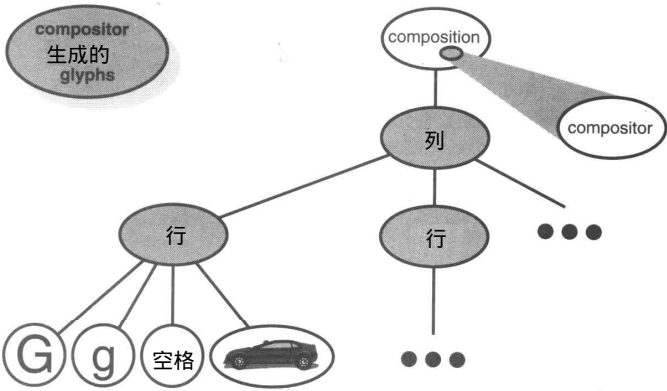 compositor
生成的
glyphs
composition
compositor
列
行
行
G
g
空格